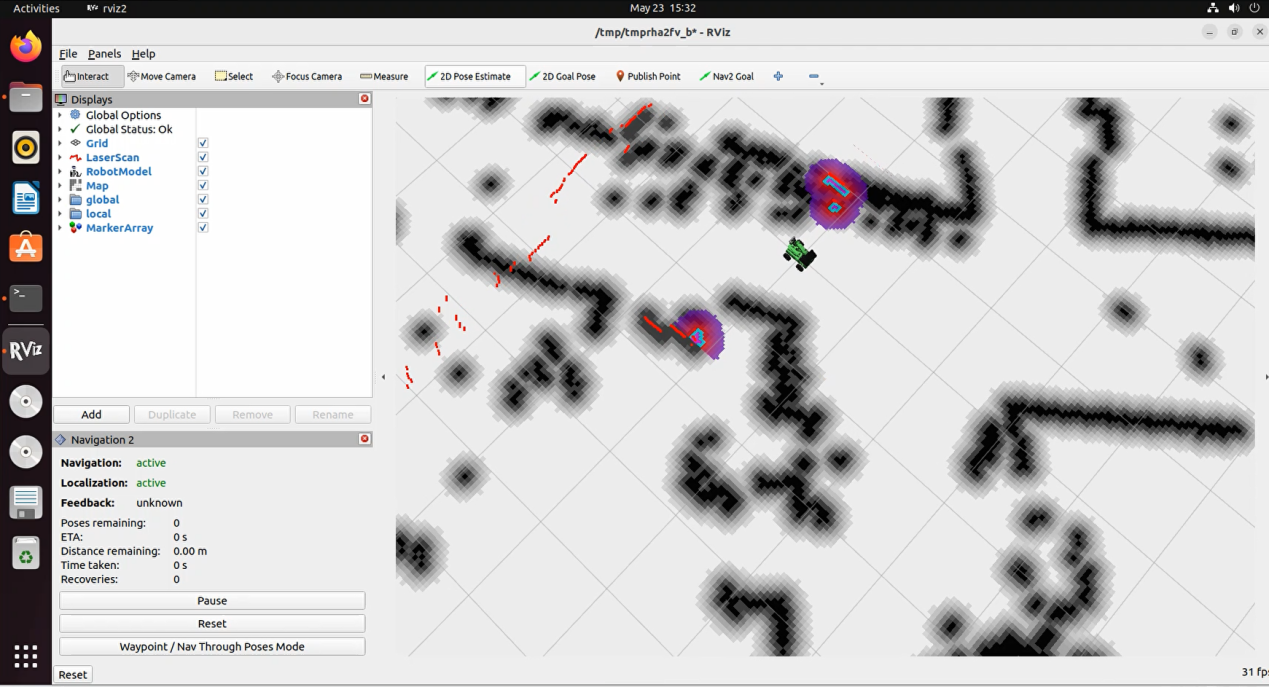 Activities rviz2 May 23 15:32
/tmp/tmprha2fv_b* - RViz
File Panels Help
Interact Move Camera Select Focus Camera Measure 2D Pose Estimate 2D Goal Pose Publish Point Nav2 Goal
Displays
Global Options
Global Status: Ok
Grid
LaserScan
RobotModel
Map
global
local
MarkerArray
RViz
Add Duplicate Remove Rename
Navigation 2
Navigation: active
Localization: active
Feedback: unknown
Poses remaining: 0
ETA: 0 s
Distance remaining: 0.00 m
Time taken: 0 s
Recoveries: 0
Pause
Reset
Waypoint / Nav Through Poses Mode
Reset 31 fps